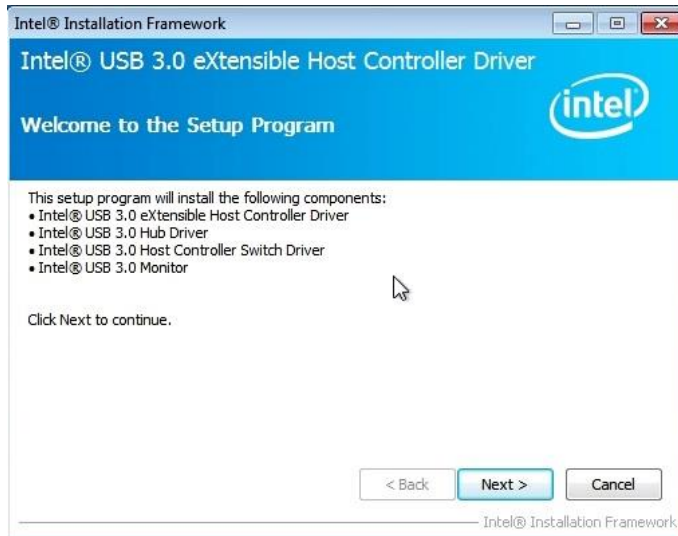 Intel® Installation Framework
Intel® USB 3.0 eXtensible Host Controller Driver
intel
Welcome to the Setup Program
This setup program will install the following components:
• Intel® USB 3.0 eXtensible Host Controller Driver
• Intel® USB 3.0 Hub Driver
• Intel® USB 3.0 Host Controller Switch Driver
• Intel® USB 3.0 Monitor
Click Next to continue.
< Back Next > Cancel
Intel® Installation Framework